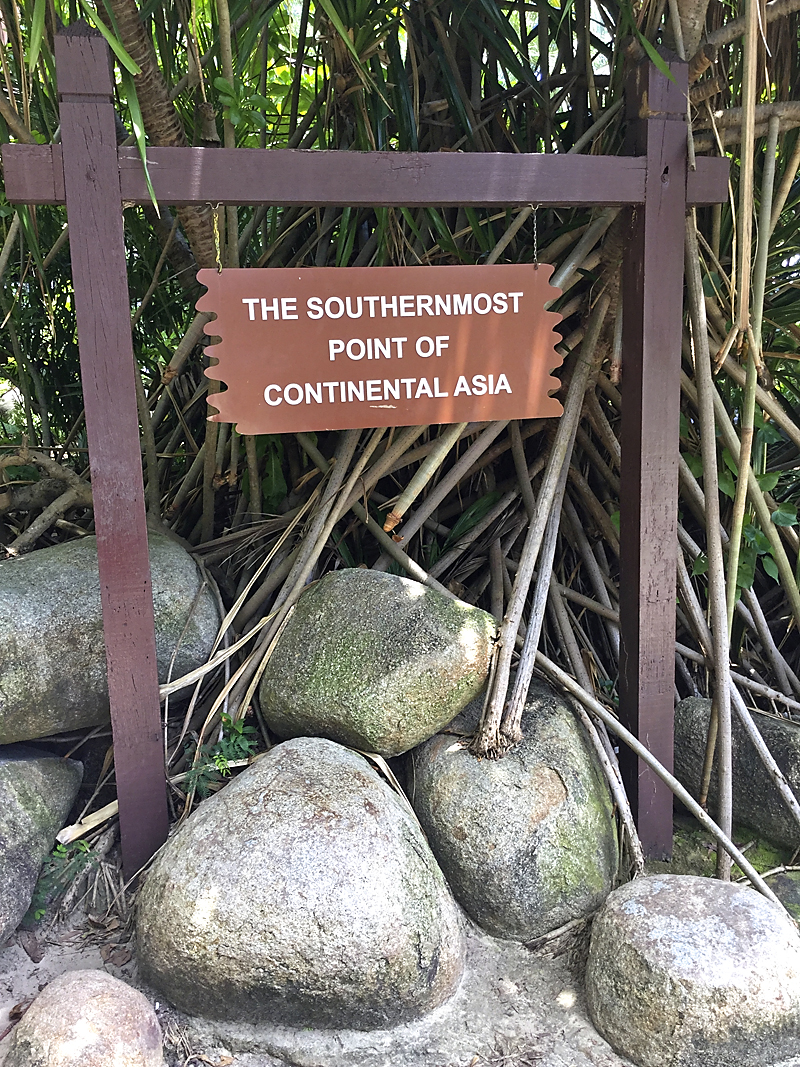 THE SOUTHERNMOST
POINT OF
CONTINENTAL ASIA